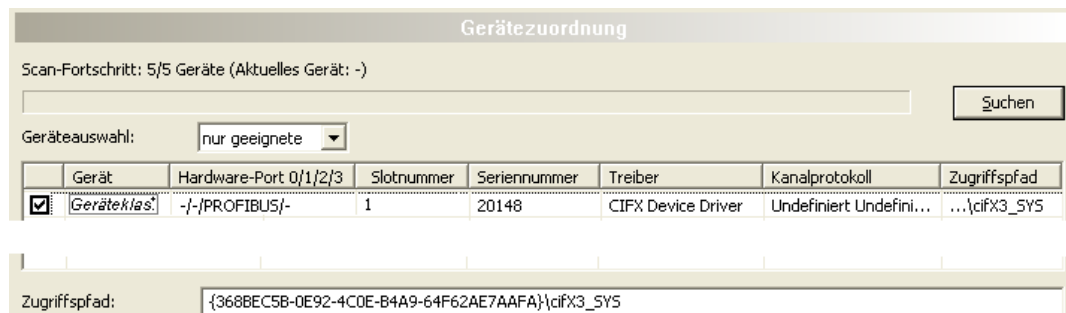 Gerätezuordnung
Scan-Fortschritt: 5/5 Geräte (Aktuelles Gerät: -)
Suchen
Geräteauswahl: nur geeignete
Gerät Hardware-Port 0/1/2/3 Slotnummer Seriennummer Treiber Kanalprotokoll Zugriffspfad
Geräteklas: -/-/PROFIBUS/- 1 20148 CIFX Device Driver Undefiniert Undefini... ...\cifX3_SYS
Zugriffspfad: {368BEC5B-0E92-4C0E-B4A9-64F62AE7AAFA}\cifX3_SYS